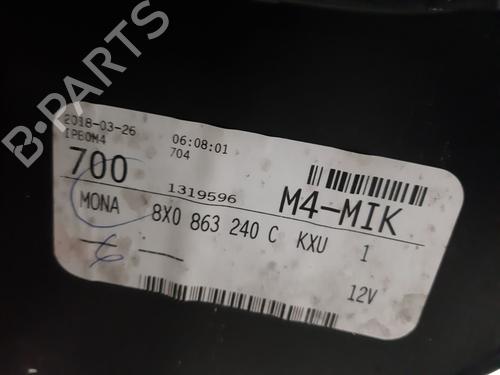 2018-03-26 06:08:01
IPBOM4 704
700 1319596 M4-MIK
MONA 8X0 863 240 C KXU 1
12V
B-PARTS